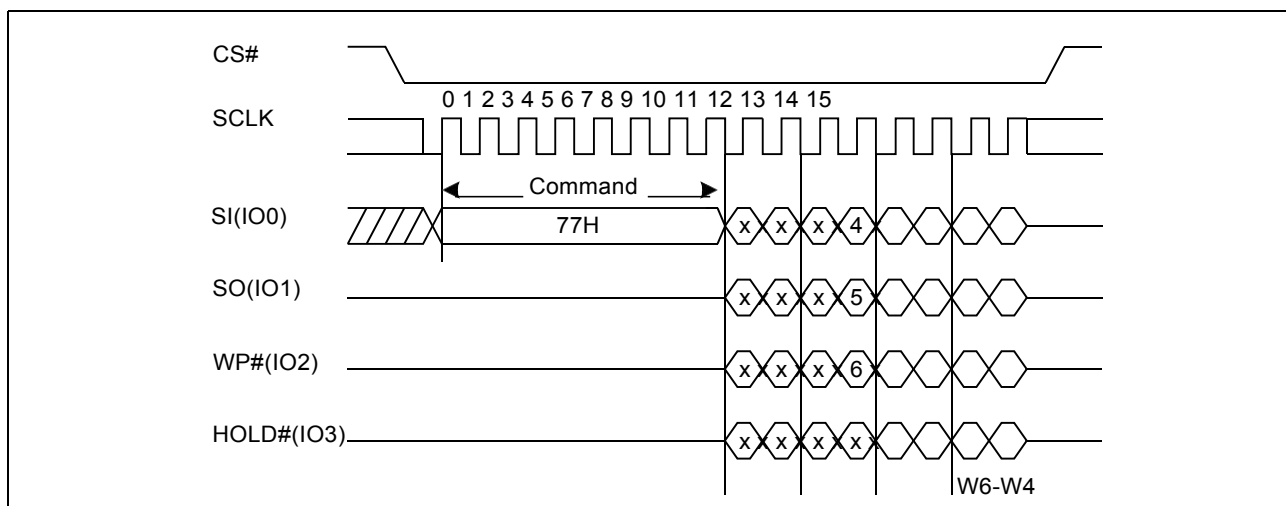 CS#
0 1 2 3 4 5 6 7 8 9 10 11 12 13 14 15
SCLK
Command
SI(IO0)
77H
x x x 4
SO(IO1)
x x x 5
WP#(IO2)
x x x 6
HOLD#(IO3)
x x x x
W6-W4